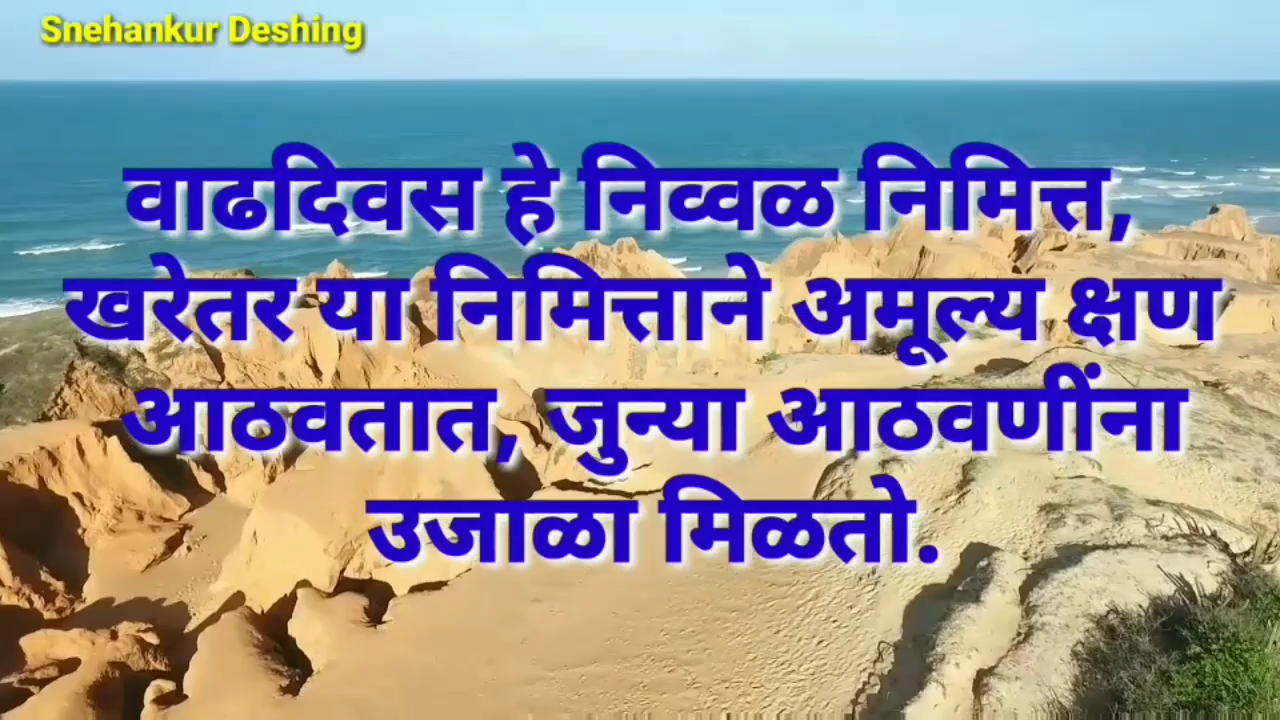 Snehankur Deshing
वाढदिवस हे निव्वळ निमित्त,
खरेतर या निमित्ताने अमूल्य क्षण
आठवतात, जुन्या आठवणींना
उजाळा मिळतो.